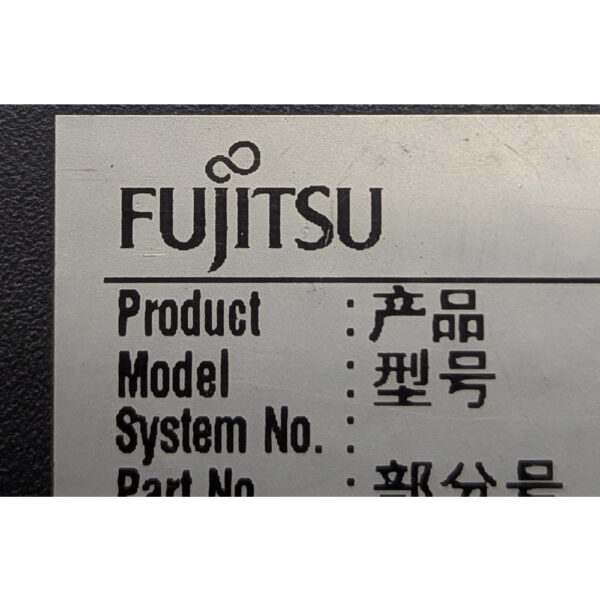 FUJITSU
Product : 产品
Model : 型号
System No. :
Part No. : 部分号